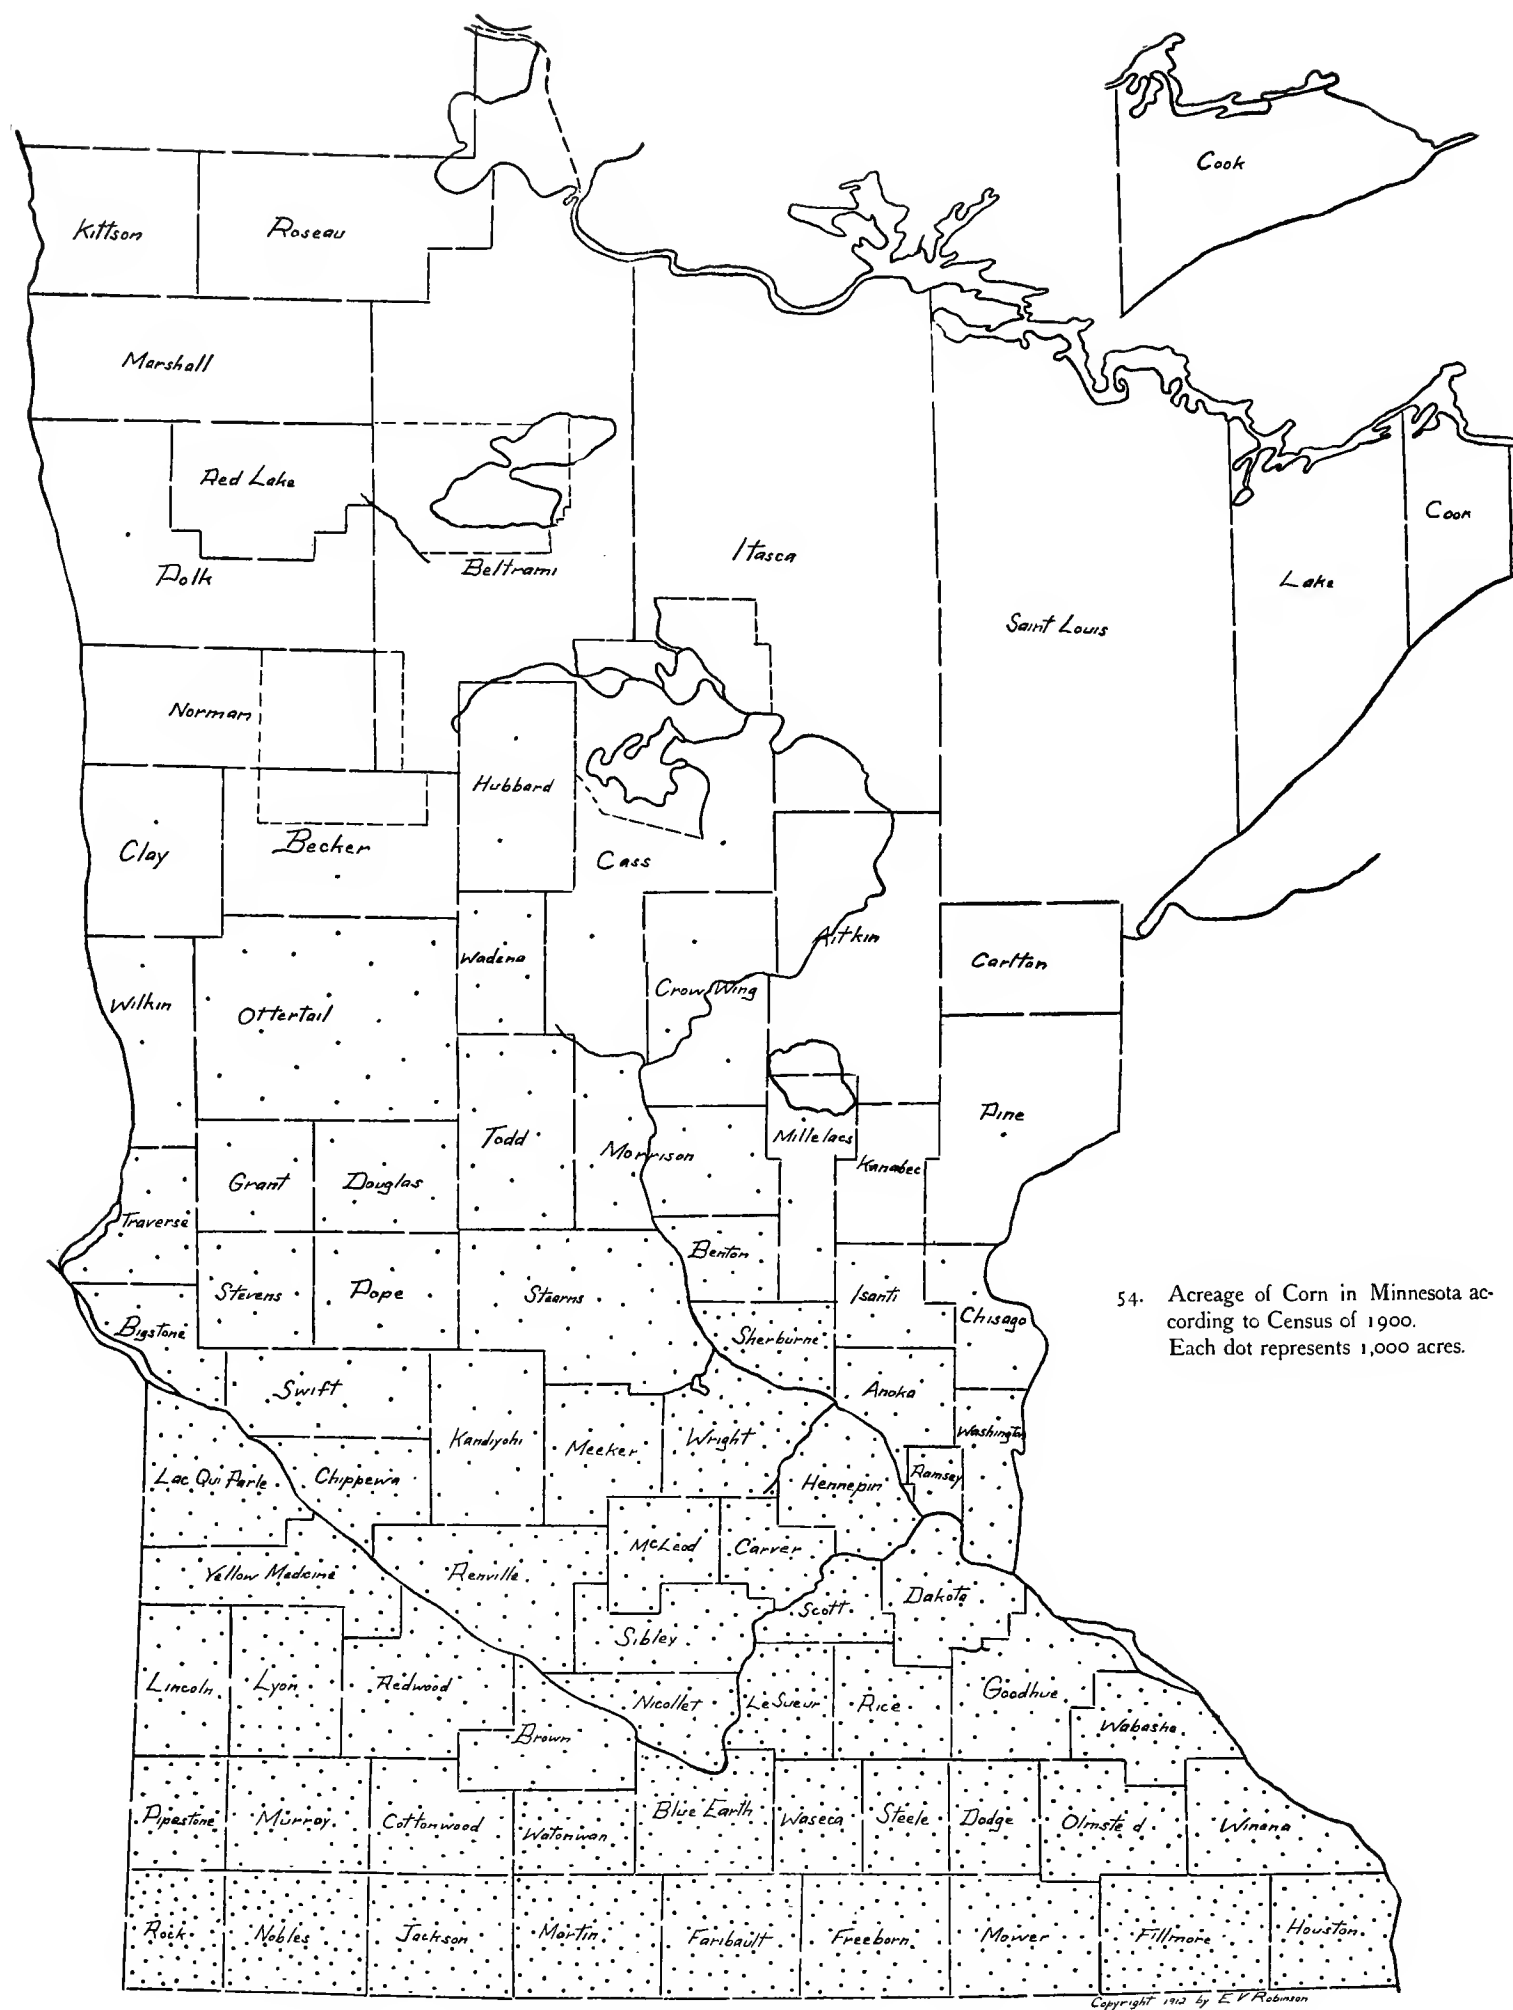 Cook
Kittson
Roseau
Marshall
Red Lake
Polk
Beltrami
Itasca
Saint Louis
Lake
Cook
Norman
Hubbard
Clay
Becker
Cass
Wadena
Aitkin
Carlton
Wilkin
Ottertail
Crow Wing
Todd
Morrison
Millelacs
Kanabec
Pine
Grant
Douglas
Traverse
Benton
Stevens
Pope
Stearns
Isanti
Bigstone
Sherburne
Chisago
54. Acreage of Corn in Minnesota ac-
cording to Census of 1900.
Each dot represents 1,000 acres.
Swift
Anoka
Kandiyohi
Meeker
Wright
Washington
Lac Qui Parle
Chippewa
Hennepin
Ramsey
McLeod
Carver
Yellow Medicine
Renville
Scott
Dakota
Sibley
Lincoln
Lyon
Redwood
Nicollet
LeSueur
Rice
Goodhue
Wabasha
Brown
Pipestone
Murray
Cottonwood
Watonwan
Blue Earth
Waseca
Steele
Dodge
Olmsted
Winona
Rock
Nobles
Jackson
Martin
Faribault
Freeborn
Mower
Fillmore
Houston
Copyright 1912 by E V Robinson